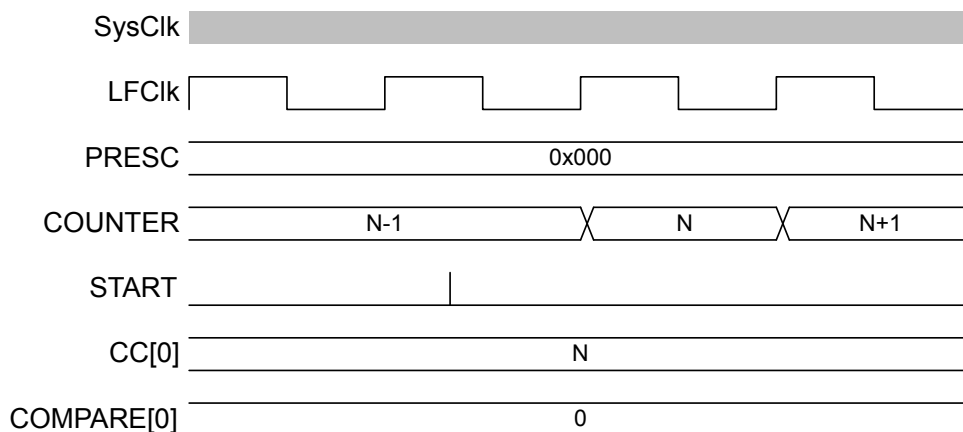 SysClk
LFClk
PRESC 0x000
COUNTER N-1 N N+1
START
CC[0] N
COMPARE[0] 0